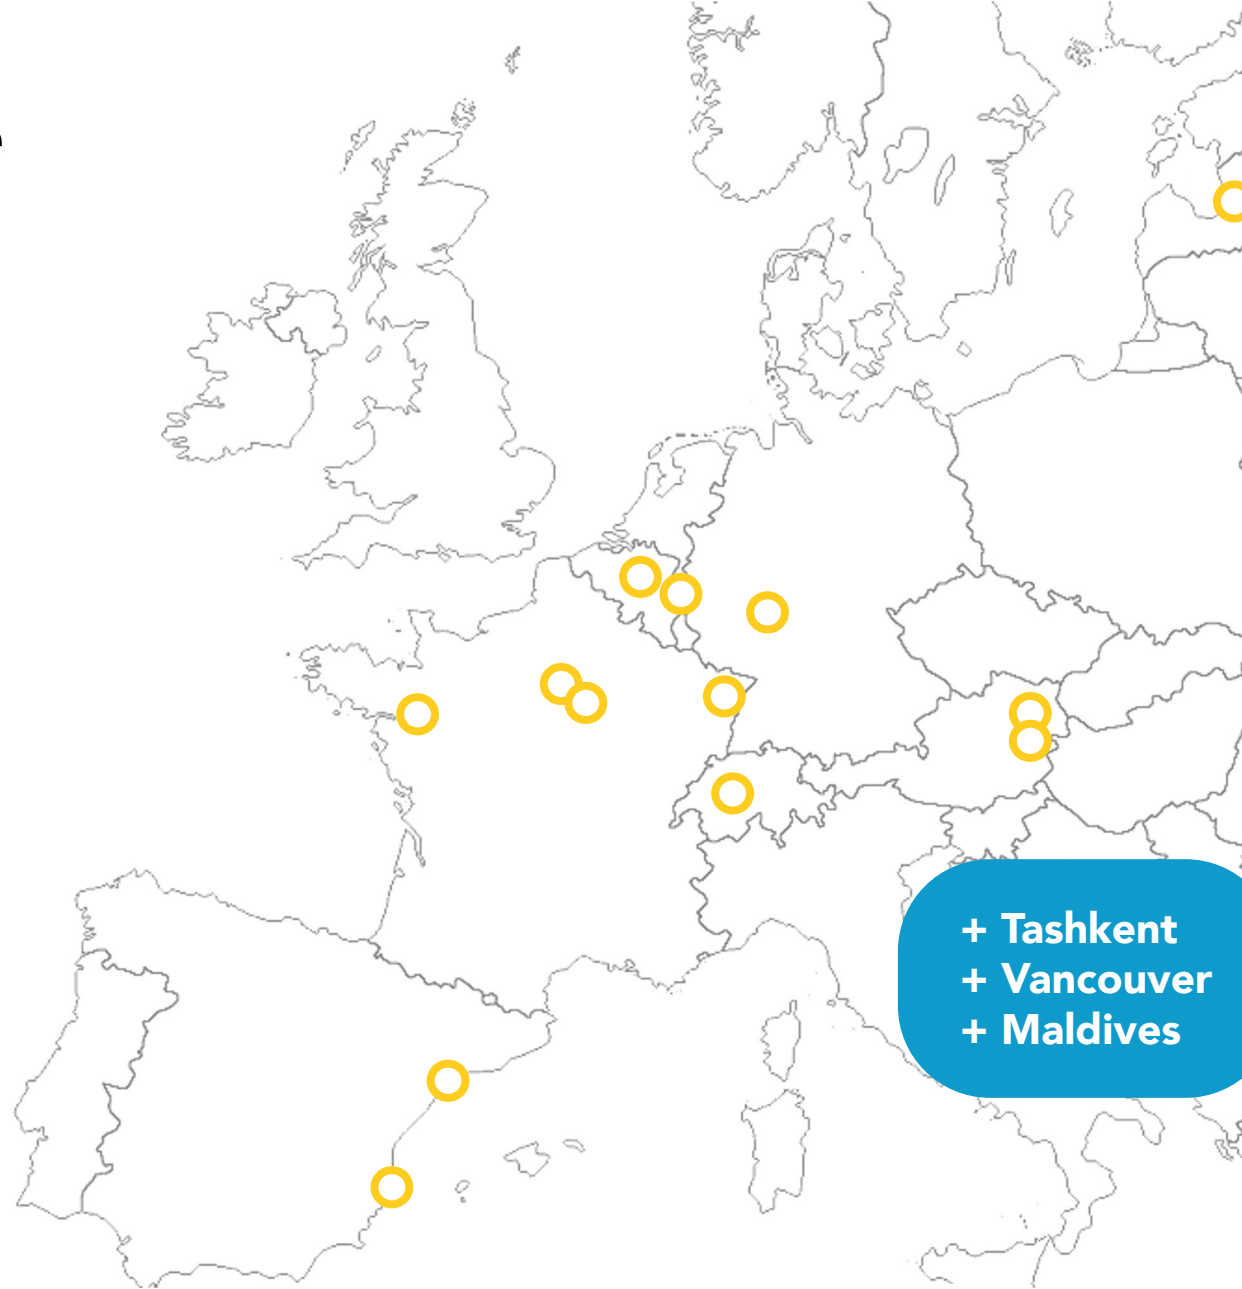 + Tashkent
+ Vancouver
+ Maldives